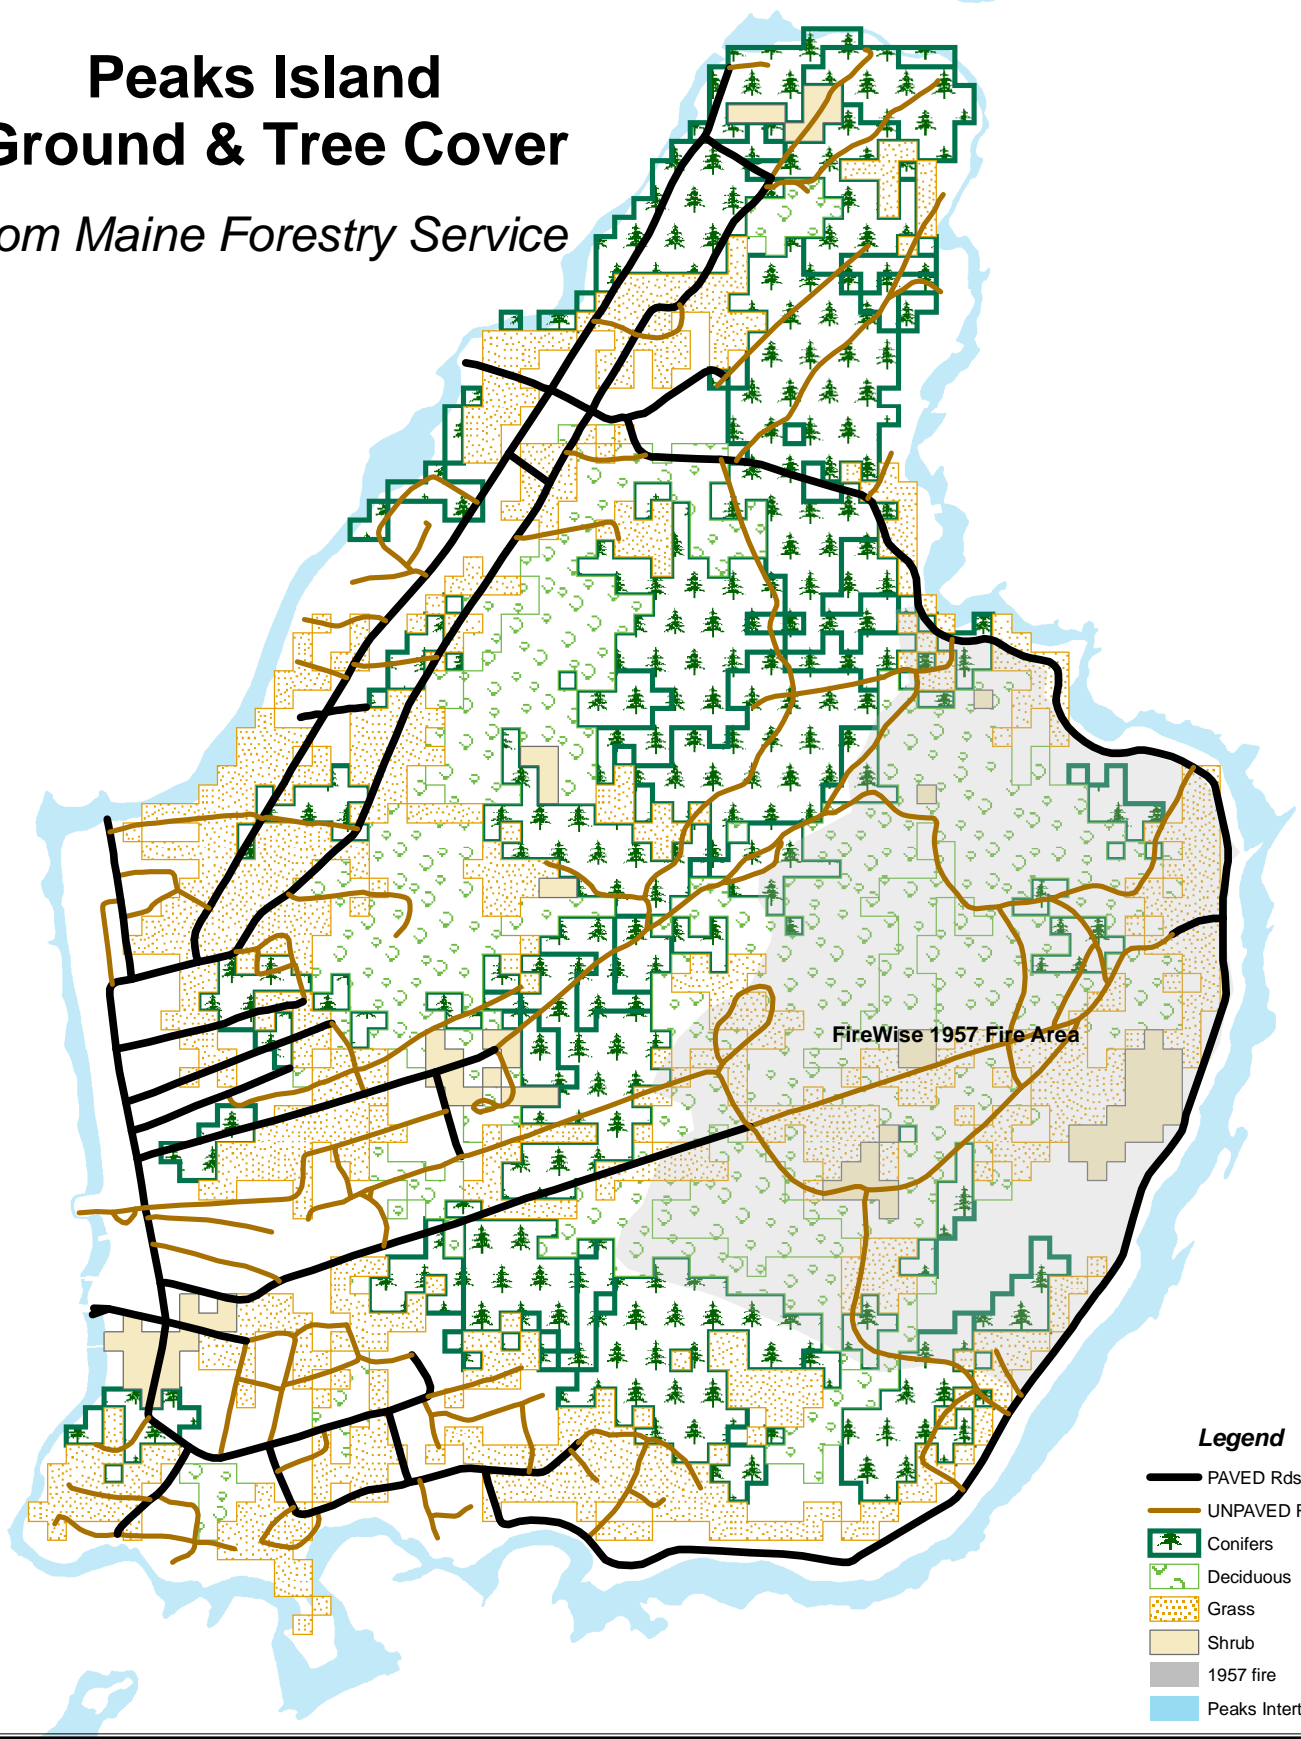 Peaks Island
Ground & Tree Cover
om Maine Forestry Service
FireWise 1957 Fire Area
Legend
PAVED Rds
UNPAVED R
Conifers
Deciduous
Grass
Shrub
1957 fire
Peaks Intert